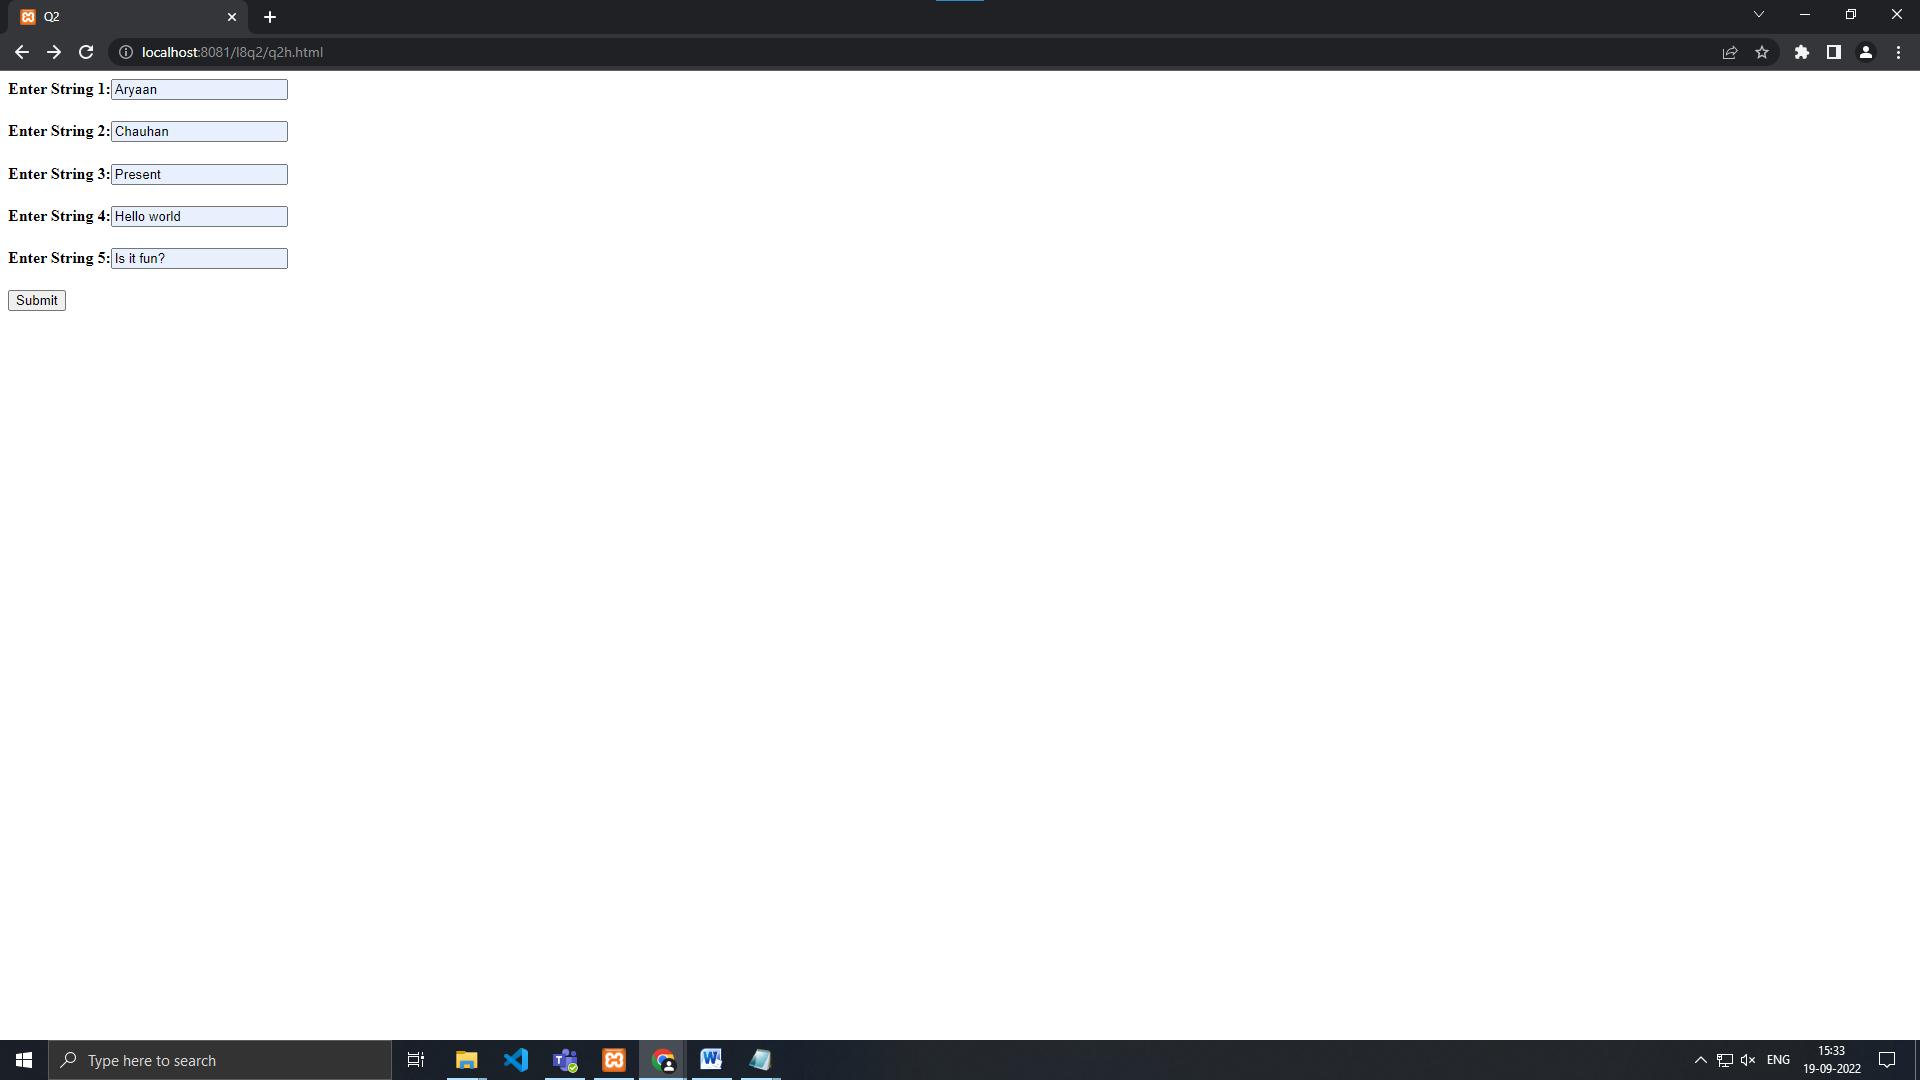 Q2
localhost:8081/l8q2/q2h.html
Enter String 1: Aryaan
Enter String 2: Chauhan
Enter String 3: Present
Enter String 4: Hello world
Enter String 5: Is it fun?
Submit
Type here to search
ENG
15:33
19-09-2022